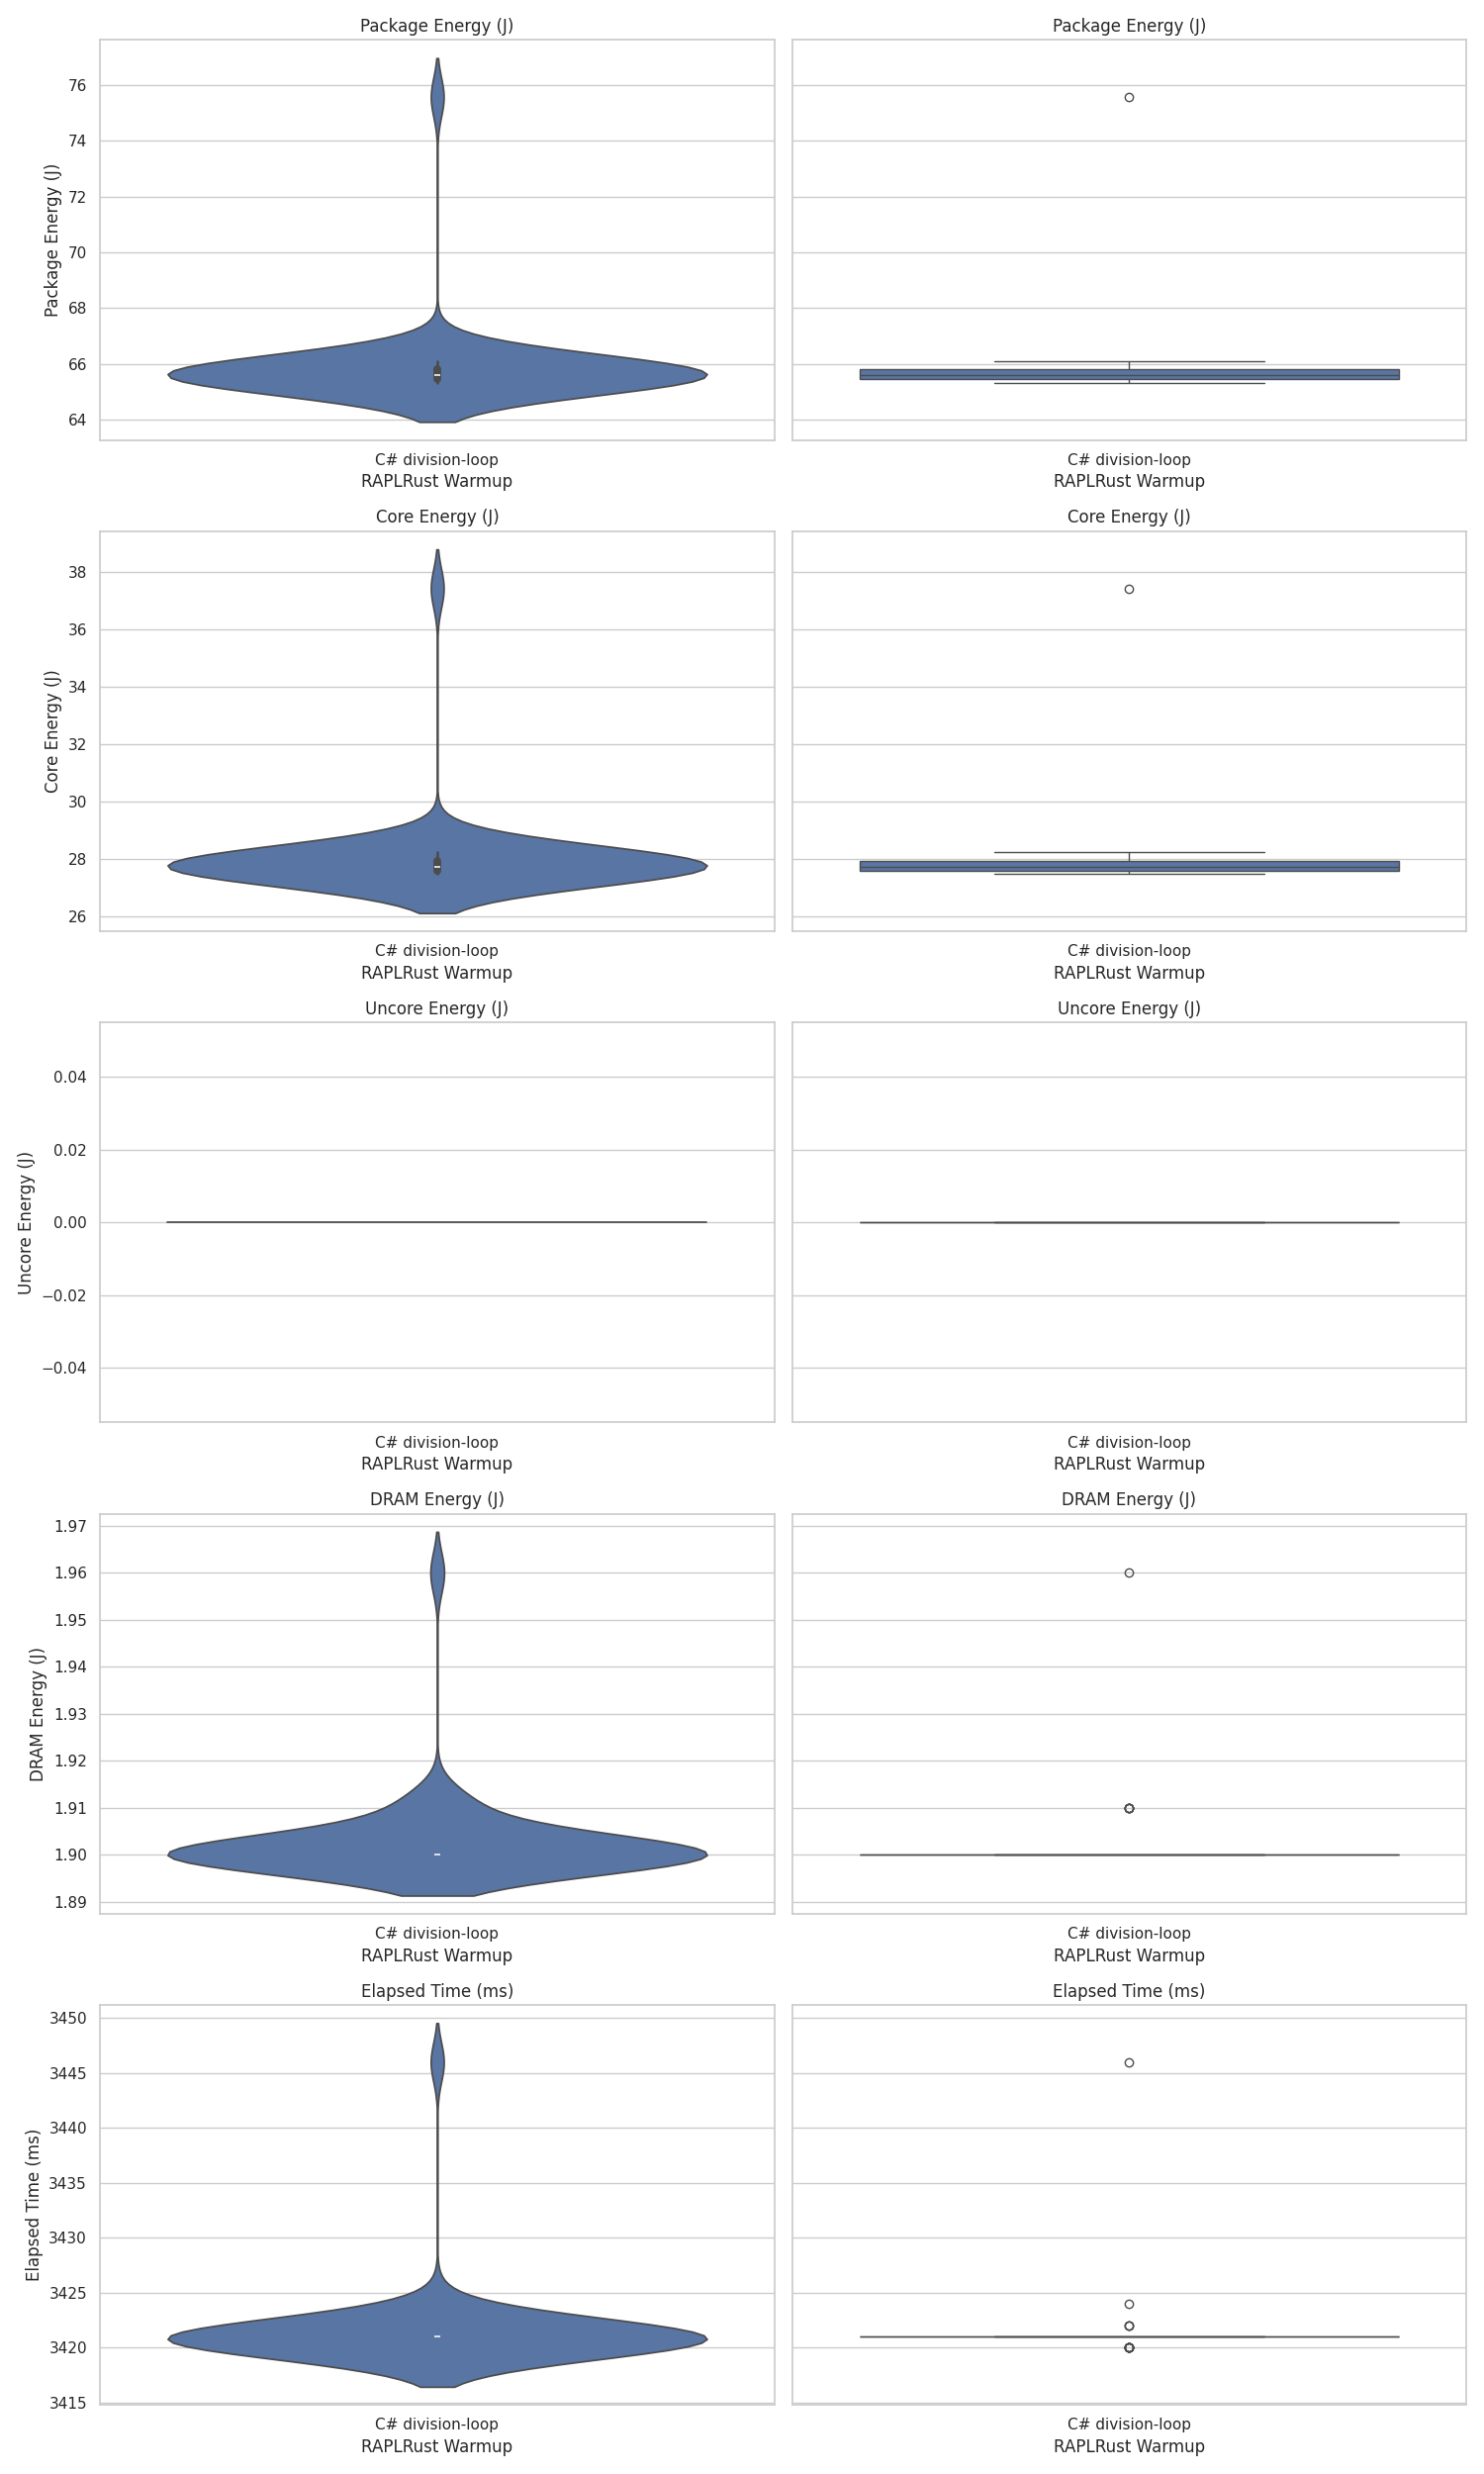 Package Energy (J)
Package Energy (J)
Package Energy (J)
76
74
72
70
68
66
64
C# division-loop
C# division-loop
RAPLRust Warmup
RAPLRust Warmup
Core Energy (J)
Core Energy (J)
Core Energy (J)
38
36
34
32
30
28
26
C# division-loop
C# division-loop
RAPLRust Warmup
RAPLRust Warmup
Uncore Energy (J)
Uncore Energy (J)
Uncore Energy (J)
0.04
0.02
0.00
−0.02
−0.04
C# division-loop
C# division-loop
RAPLRust Warmup
RAPLRust Warmup
DRAM Energy (J)
DRAM Energy (J)
DRAM Energy (J)
1.97
1.96
1.95
1.94
1.93
1.92
1.91
1.90
1.89
C# division-loop
C# division-loop
RAPLRust Warmup
RAPLRust Warmup
Elapsed Time (ms)
Elapsed Time (ms)
Elapsed Time (ms)
3450
3445
3440
3435
3430
3425
3420
3415
C# division-loop
C# division-loop
RAPLRust Warmup
RAPLRust Warmup